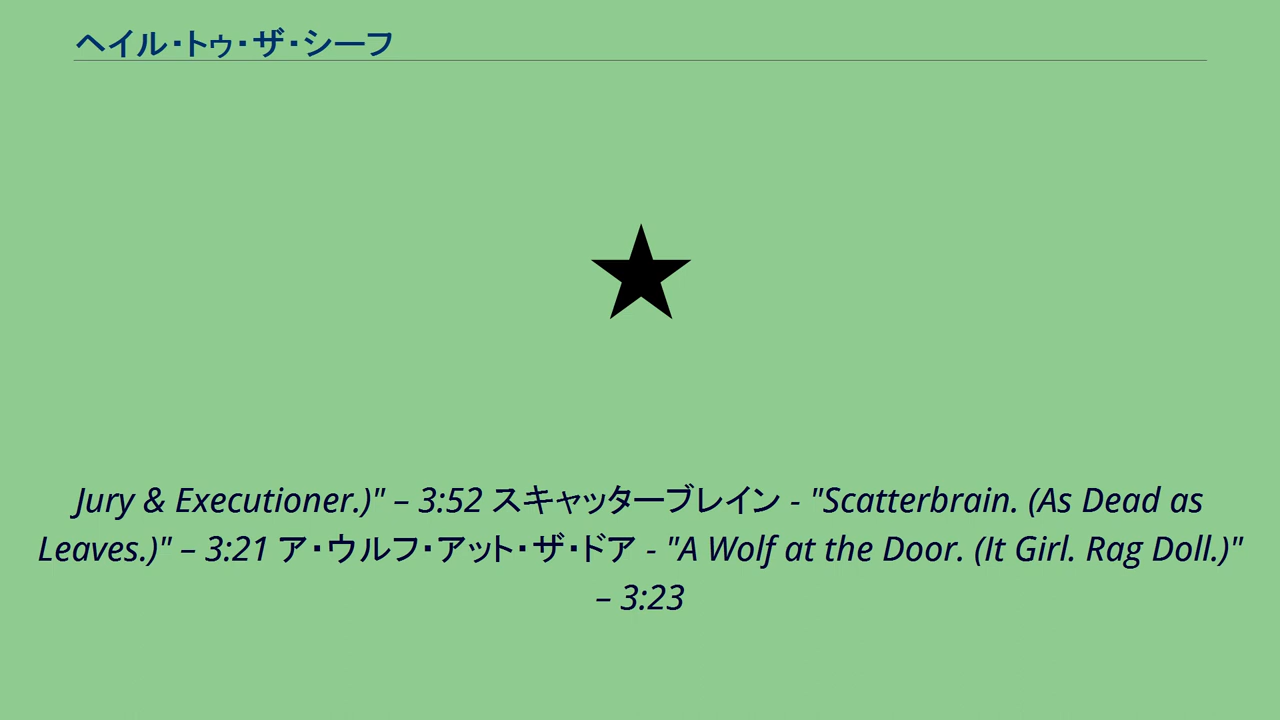 ヘイル・トゥ・ザ・シーフ
Jury & Executioner.)" – 3:52 スキャッターブレイン - "Scatterbrain. (As Dead as
Leaves.)" – 3:21 ア・ウルフ・アット・ザ・ドア - "A Wolf at the Door. (It Girl. Rag Doll.)"
– 3:23